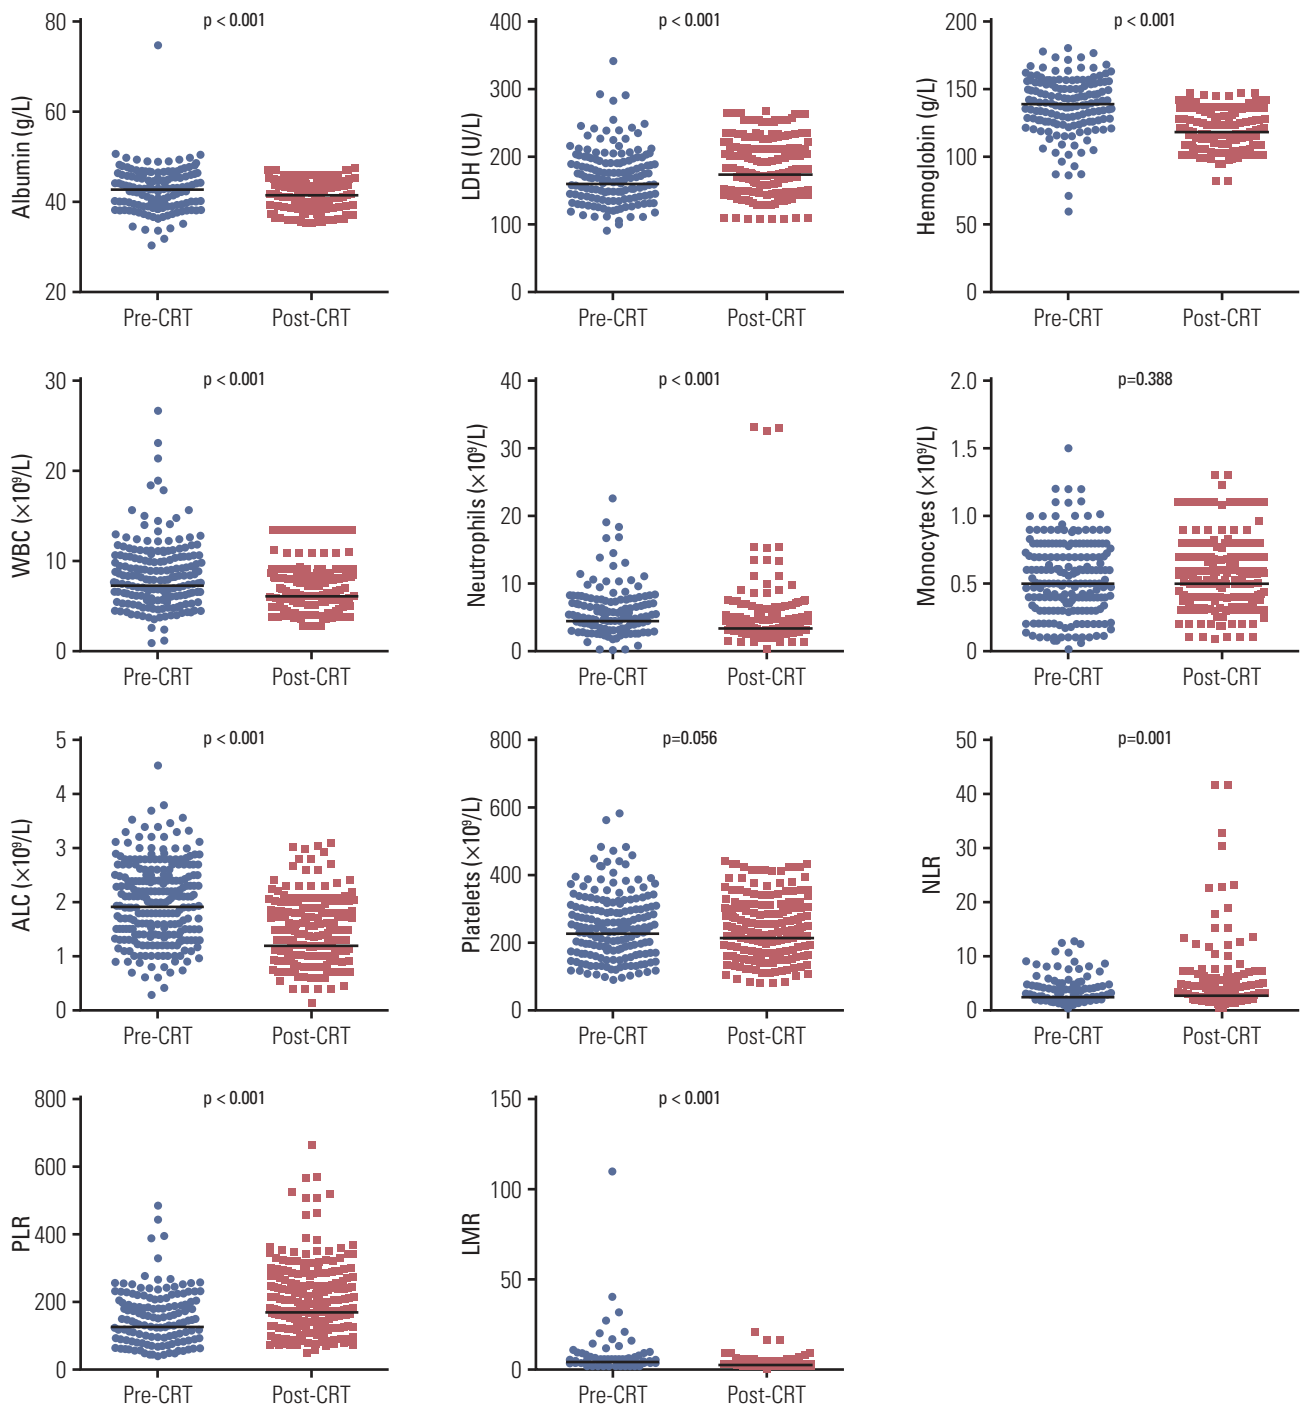 p < 0.001
Albumin (g/L)
80
60
40
20
Pre-CRT Post-CRT
p < 0.001
LDH (U/L)
400
300
200
100
0
Pre-CRT Post-CRT
p < 0.001
Hemoglobin (g/L)
200
150
100
50
0
Pre-CRT Post-CRT
p < 0.001
WBC (×10⁹/L)
30
20
10
0
Pre-CRT Post-CRT
p < 0.001
Neutrophils (×10⁹/L)
40
30
20
10
0
Pre-CRT Post-CRT
p=0.388
Monocytes (×10⁹/L)
2.0
1.5
1.0
0.5
0
Pre-CRT Post-CRT
p < 0.001
ALC (×10⁹/L)
5
4
3
2
1
0
Pre-CRT Post-CRT
p=0.056
Platelets (×10⁹/L)
800
600
400
200
0
Pre-CRT Post-CRT
p=0.001
NLR
50
40
30
20
10
0
Pre-CRT Post-CRT
p < 0.001
PLR
800
600
400
200
0
Pre-CRT Post-CRT
p < 0.001
LMR
150
100
50
0
Pre-CRT Post-CRT